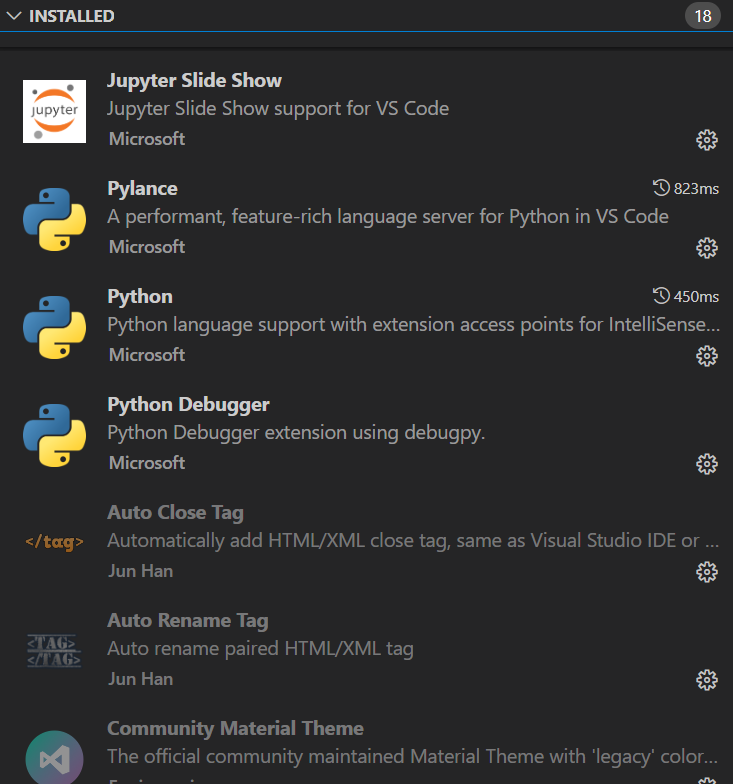 INSTALLED 18
Jupyter Slide Show
jupyter
Jupyter Slide Show support for VS Code
Microsoft
Pylance 823ms
A performant, feature-rich language server for Python in VS Code
Microsoft
Python 450ms
Python language support with extension access points for IntelliSense...
Microsoft
Python Debugger
Python Debugger extension using debugpy.
Microsoft
Auto Close Tag
</tag>
Automatically add HTML/XML close tag, same as Visual Studio IDE or ...
Jun Han
Auto Rename Tag
<TAG>
</TAG>
Auto rename paired HTML/XML tag
Jun Han
Community Material Theme
The official community maintained Material Theme with 'legacy' color...